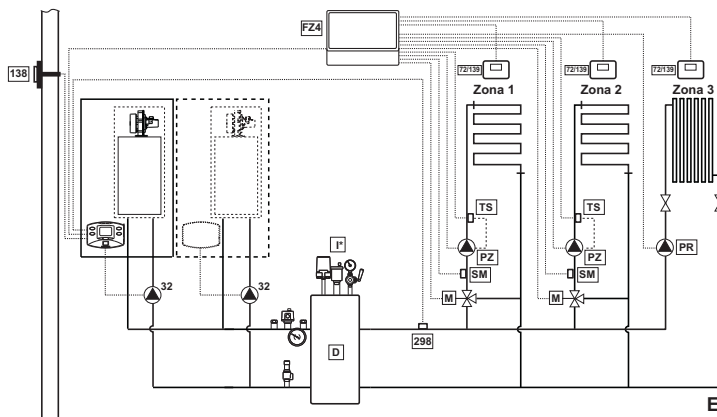 FZ4
138
72/139
72/139
72/139
Zona 1
Zona 2
Zona 3
TS
TS
I*
PZ
PZ
PR
SM
SM
32
32
M
M
298
D
E